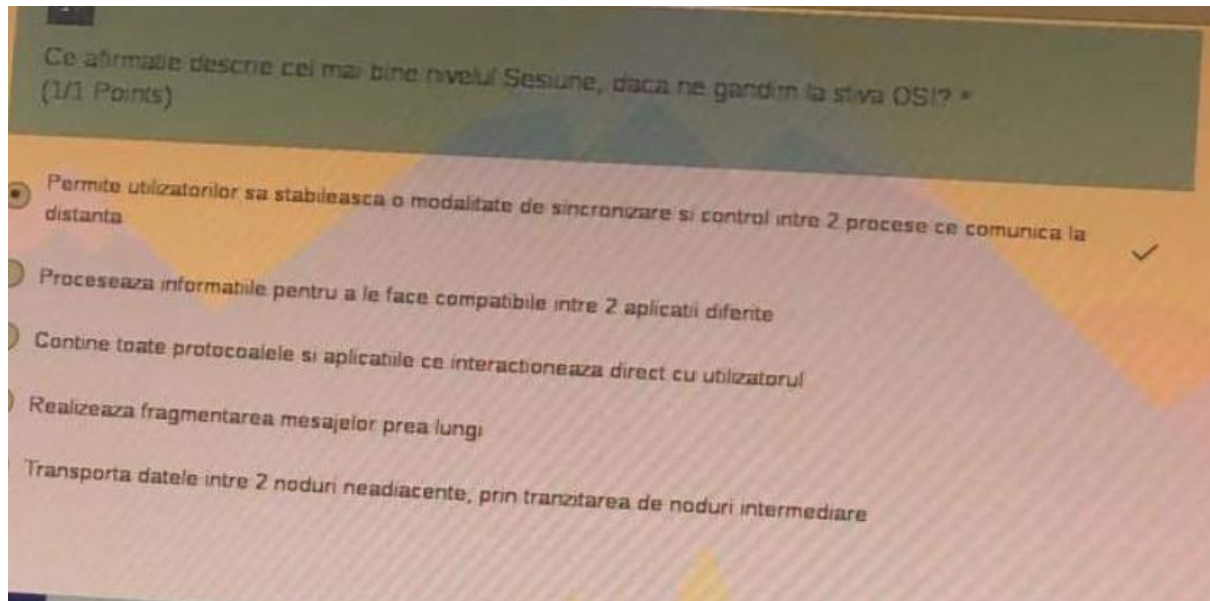 Ce afirmatie descrie cel mai bine nivelul Sesiune, daca ne gandim la stiva OSI? *
(1/1 Points)
Permite utilizatorilor sa stabileasca o modalitate de sincronizare si control intre 2 procese ce comunica la
distanta
Proceseaza informatiile pentru a le face compatibile intre 2 aplicatii diferite
Contine toate protocoalele si aplicatiile ce interactioneaza direct cu utilizatorul
Realizeaza fragmentarea mesajelor prea lungi
Transporta datele intre 2 noduri neadiacente, prin tranzitarea de noduri intermediare